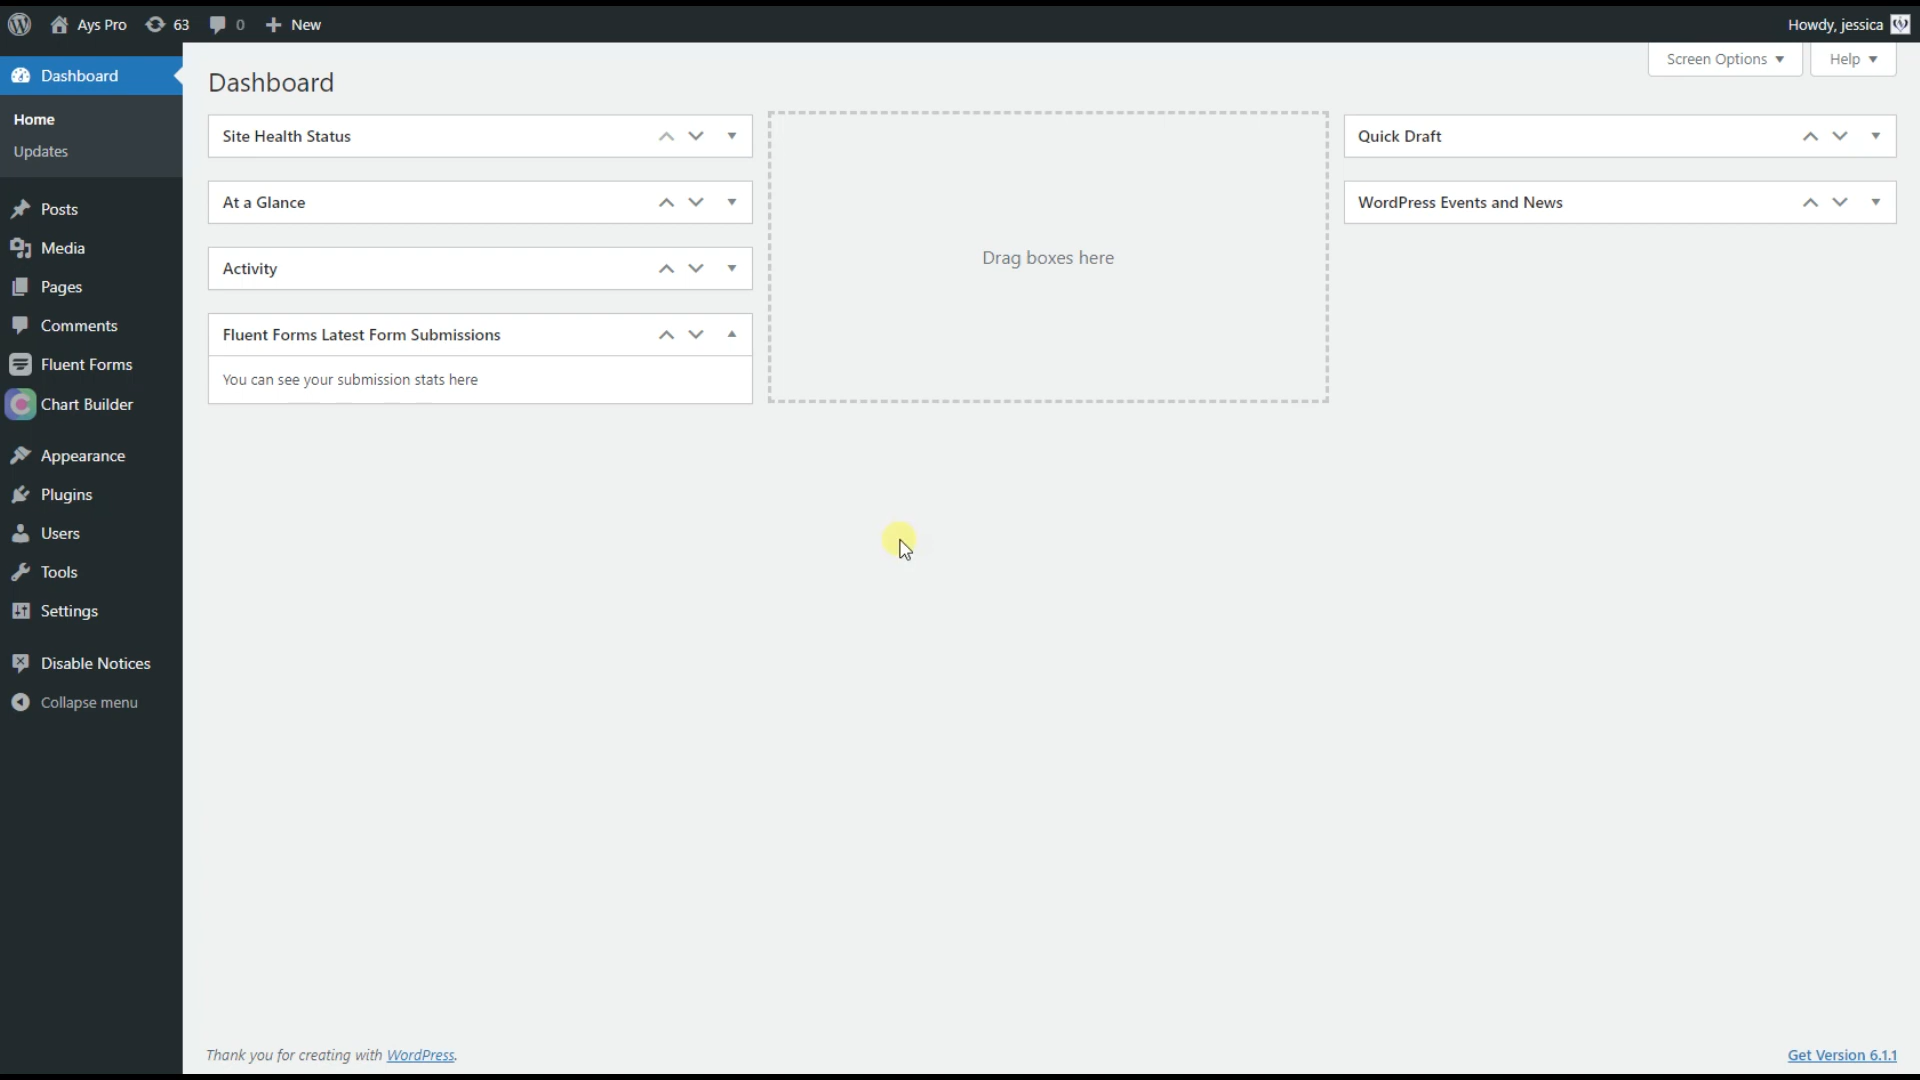 Ays Pro
63
0
New
Howdy, jessica
Screen Options
Help
Dashboard
Home
Updates
Posts
Media
Pages
Comments
Fluent Forms
Chart Builder
Appearance
Plugins
Users
Tools
Settings
Disable Notices
Collapse menu
Dashboard
Site Health Status
At a Glance
Activity
Fluent Forms Latest Form Submissions
You can see your submission stats here
Drag boxes here
Quick Draft
WordPress Events and News
Thank you for creating with WordPress.
Get Version 6.1.1